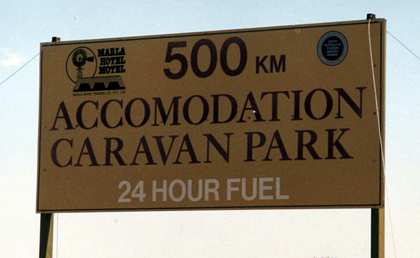 MARLA
HOTEL
MOTEL
500 KM
ACCOMODATION
CARAVAN PARK
24 HOUR FUEL